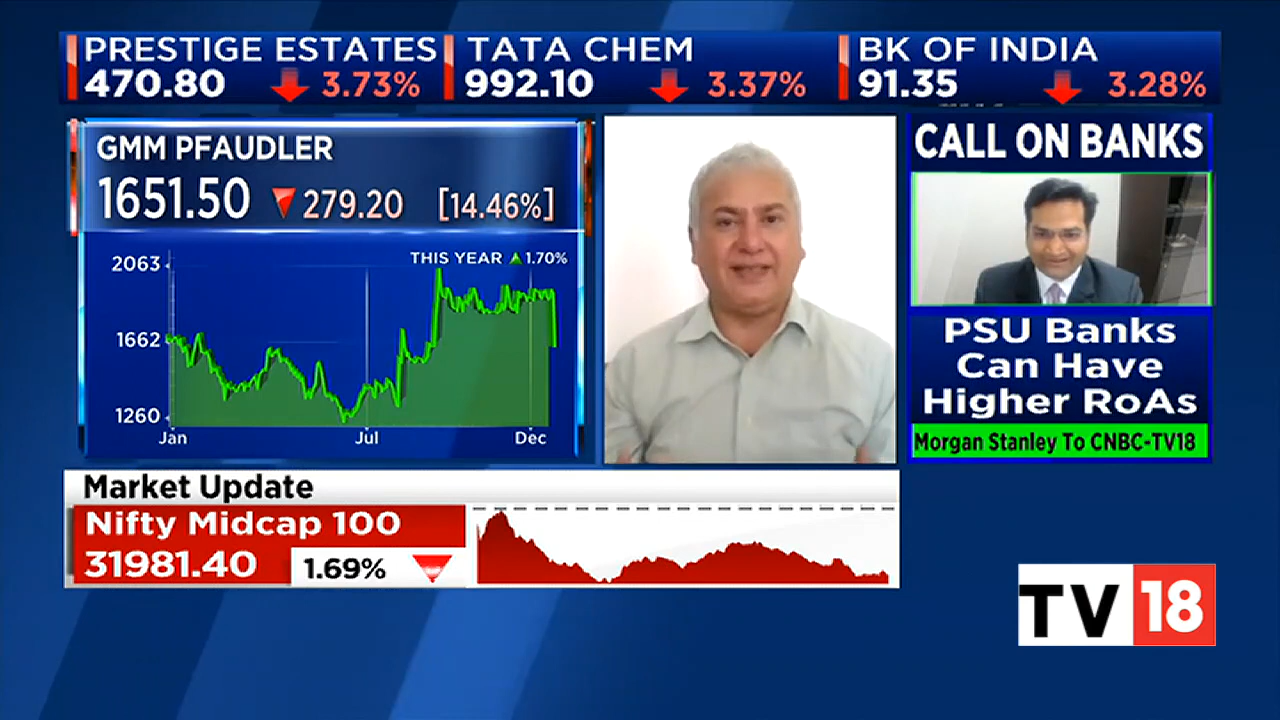 PRESTIGE ESTATES
470.80 3.73%
TATA CHEM
992.10 3.37%
BK OF INDIA
91.35 3.28%
GMM PFAUDLER
1651.50 279.20 [14.46%]
THIS YEAR 1.70%
2063
1662
1260
Jan Jul Dec
CALL ON BANKS
PSU Banks
Can Have
Higher RoAs
Morgan Stanley To CNBC-TV18
Market Update
Nifty Midcap 100
31981.40 1.69%
TV18